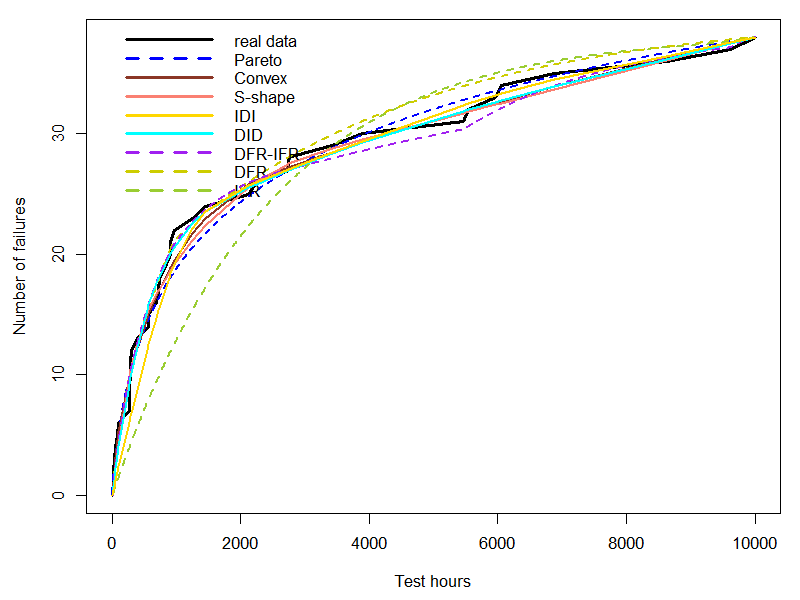 real data
Pareto
Convex
S-shape
IDI
DID
DFR-IFR
DFR
30
20
10
0
Number of failures
0 2000 4000 6000 8000 10000
Test hours